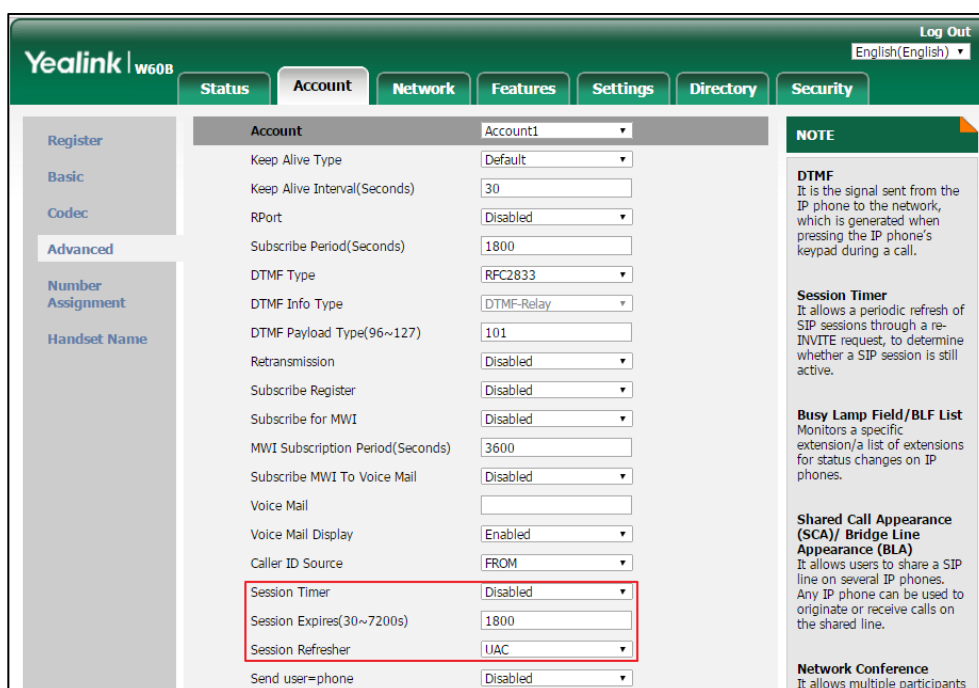 Log Out
English(English)
Yealink | W60B
Status Account Network Features Settings Directory Security
Register
Basic
Codec
Advanced
Number
Assignment
Handset Name
Account Account1
Keep Alive Type Default
Keep Alive Interval(Seconds) 30
RPort Disabled
Subscribe Period(Seconds) 1800
DTMF Type RFC2833
DTMF Info Type DTMF-Relay
DTMF Payload Type(96~127) 101
Retransmission Disabled
Subscribe Register Disabled
Subscribe for MWI Disabled
MWI Subscription Period(Seconds) 3600
Subscribe MWI To Voice Mail Disabled
Voice Mail
Voice Mail Display Enabled
Caller ID Source FROM
Session Timer Disabled
Session Expires(30~7200s) 1800
Session Refresher UAC
Send user=phone Disabled
NOTE
DTMF
It is the signal sent from the
IP phone to the network,
which is generated when
pressing the IP phone's
keypad during a call.
Session Timer
It allows a periodic refresh of
SIP sessions through a re-
INVITE request, to determine
whether a SIP session is still
active.
Busy Lamp Field/BLF List
Monitors a specific
extension/a list of extensions
for status changes on IP
phones.
Shared Call Appearance
(SCA)/ Bridge Line
Appearance (BLA)
It allows users to share a SIP
line on several IP phones.
Any IP phone can be used to
originate or receive calls on
the shared line.
Network Conference
It allows multiple participants